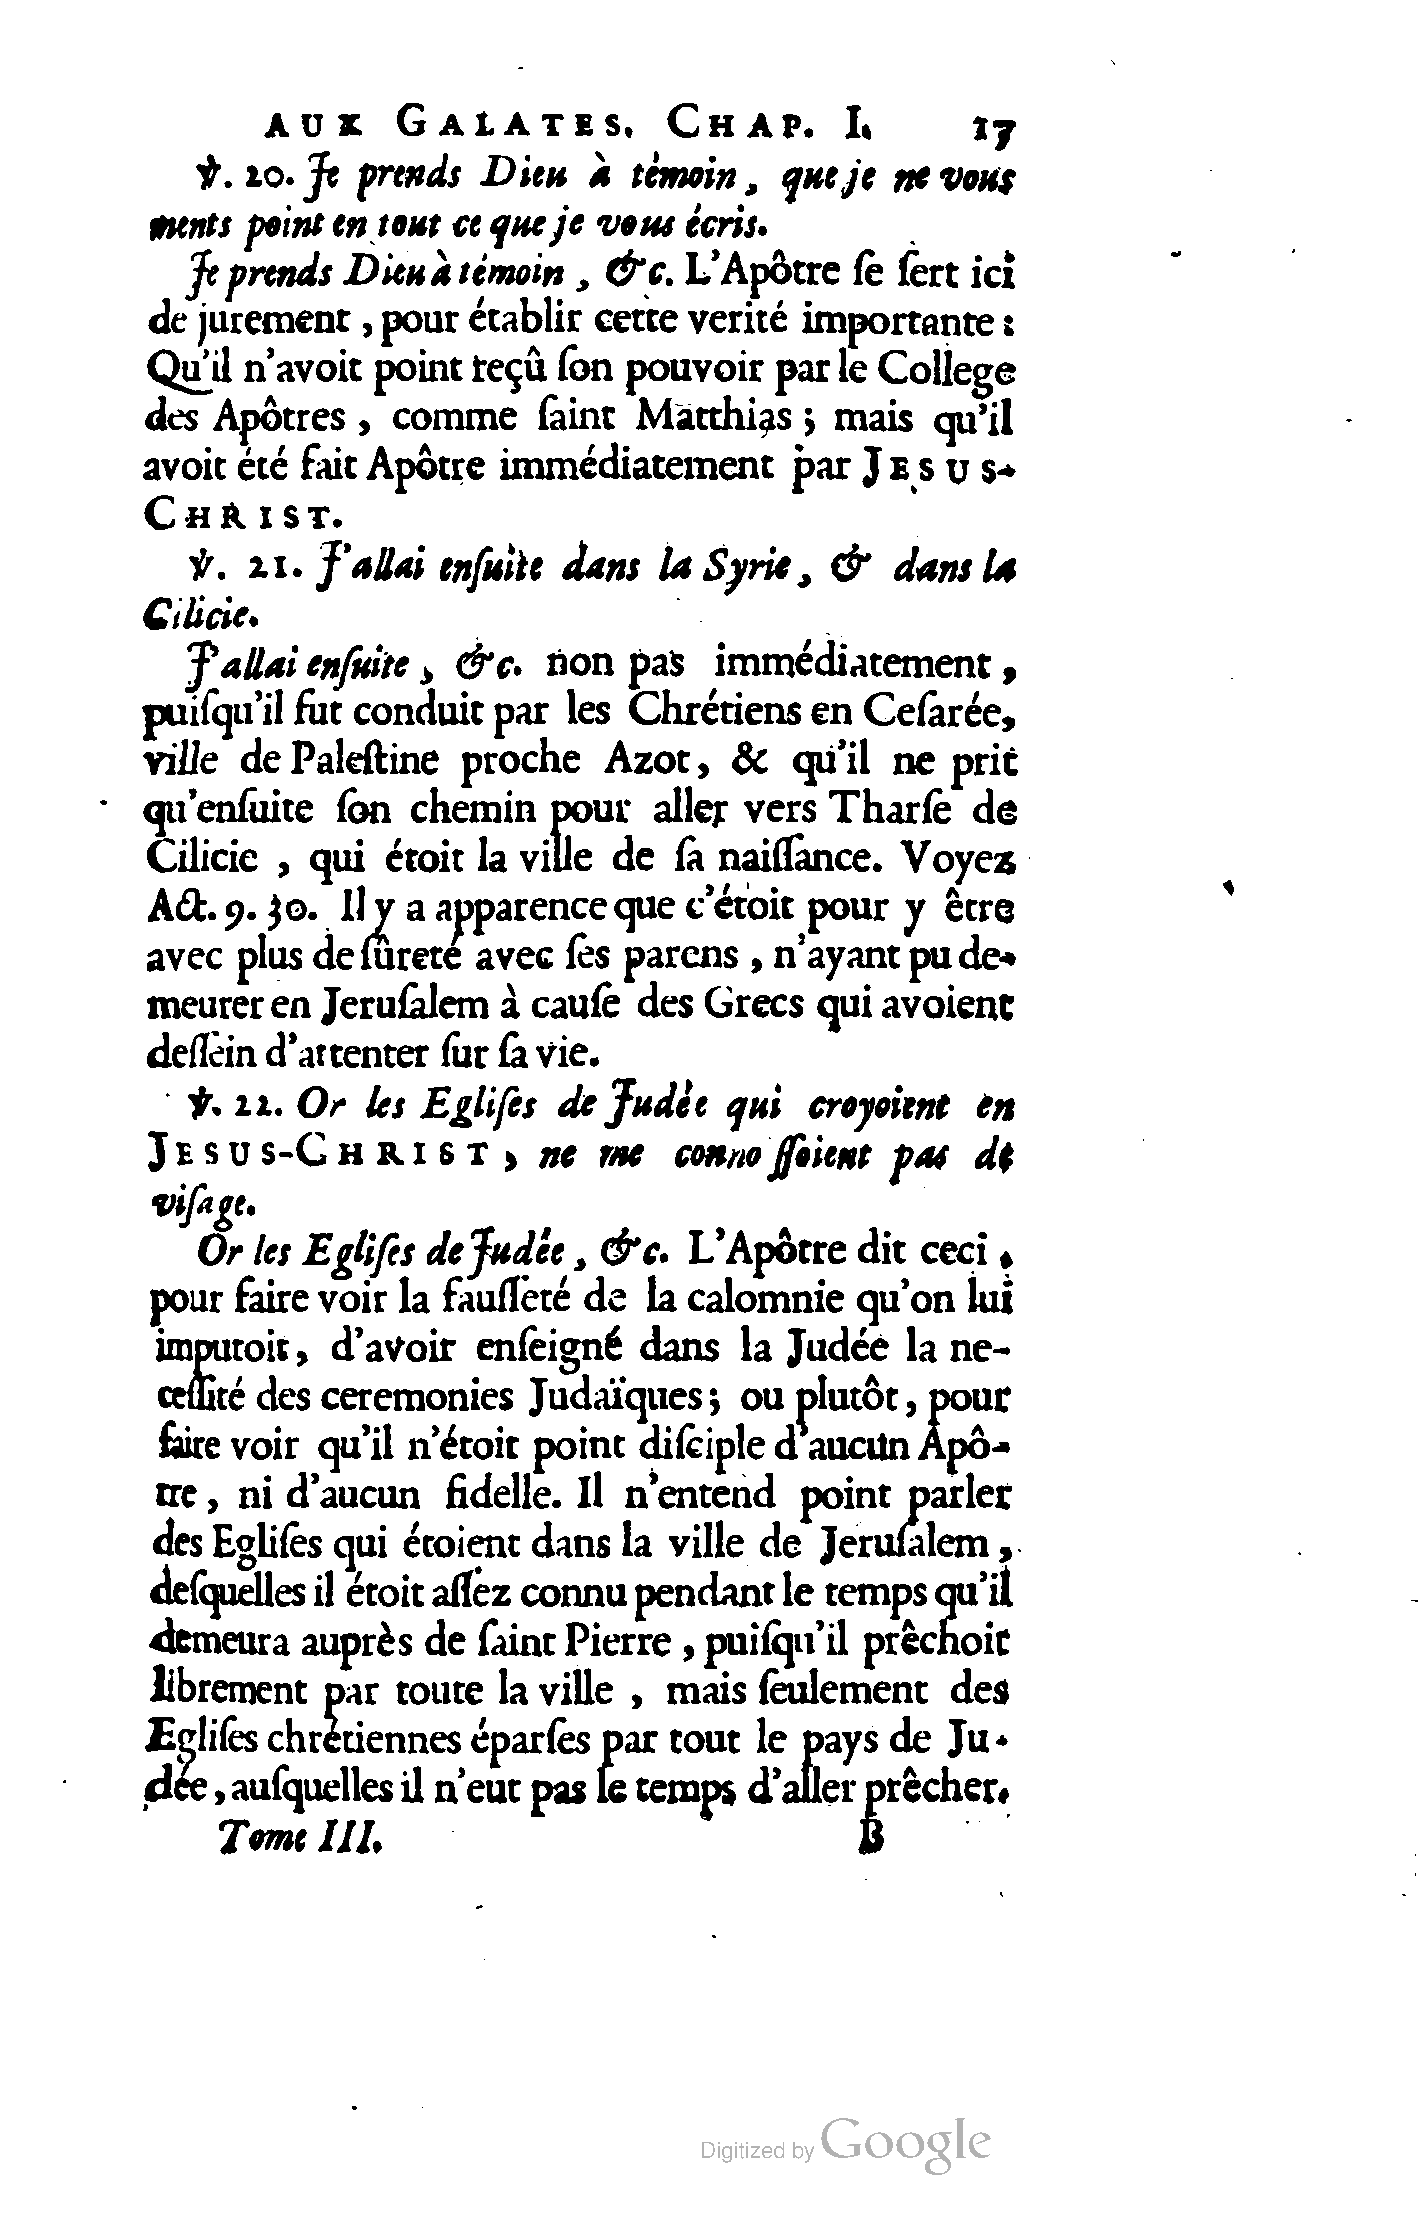 AUX GALATES, CHAP. I. 17
℣. 20. Je prends Dieu à témoin, que je ne vous
ments point en tout ce que je vous écris.
Je prends Dieu à témoin, &c. L'Apôtre ſe ſert ici
de jurement, pour établir cette verité importante :
Qu'il n'avoit point reçû ſon pouvoir par le College
des Apôtres, comme ſaint Matthias ; mais qu'il
avoit été fait Apôtre immédiatement par JESUS-
CHRIST.
℣. 21. J'allai enſuite dans la Syrie, & dans la
Cilicie.
J'allai enſuite, &c. non pas immédiatement,
puiſqu'il fut conduit par les Chrétiens en Ceſarée,
ville de Paleſtine proche Azot, & qu'il ne prit
qu'enſuite ſon chemin pour aller vers Tharſe de
Cilicie, qui étoit la ville de ſa naiſſance. Voyez
Act. 9. 30. Il y a apparence que c'étoit pour y être
avec plus de ſûreté avec ſes parens, n'ayant pu de-
meurer en Jeruſalem à cauſe des Grecs qui avoient
deſſein d'attenter ſur ſa vie.
℣. 22. Or les Egliſes de Judée qui croyoient en
JESUS-CHRIST, ne me connoſſoient pas de
viſage.
Or les Egliſes de Judée, &c. L'Apôtre dit ceci,
pour faire voir la fauſſeté de la calomnie qu'on lui
imputoit, d'avoir enſeigné dans la Judée la ne-
ceſſité des ceremonies Judaïques; ou plutôt, pour
faire voir qu'il n'étoit point diſciple d'aucun Apô-
tre, ni d'aucun fidelle. Il n'entend point parler
des Egliſes qui étoient dans la ville de Jeruſalem,
deſquelles il étoit aſſez connu pendant le temps qu'il
demeura auprès de ſaint Pierre, puiſqu'il prêchoit
librement par toute la ville, mais ſeulement des
Egliſes chrétiennes éparſes par tout le pays de Ju-
dée, auſquelles il n'eut pas le temps d'aller prêcher.
Tome III. B
Digitized by Google